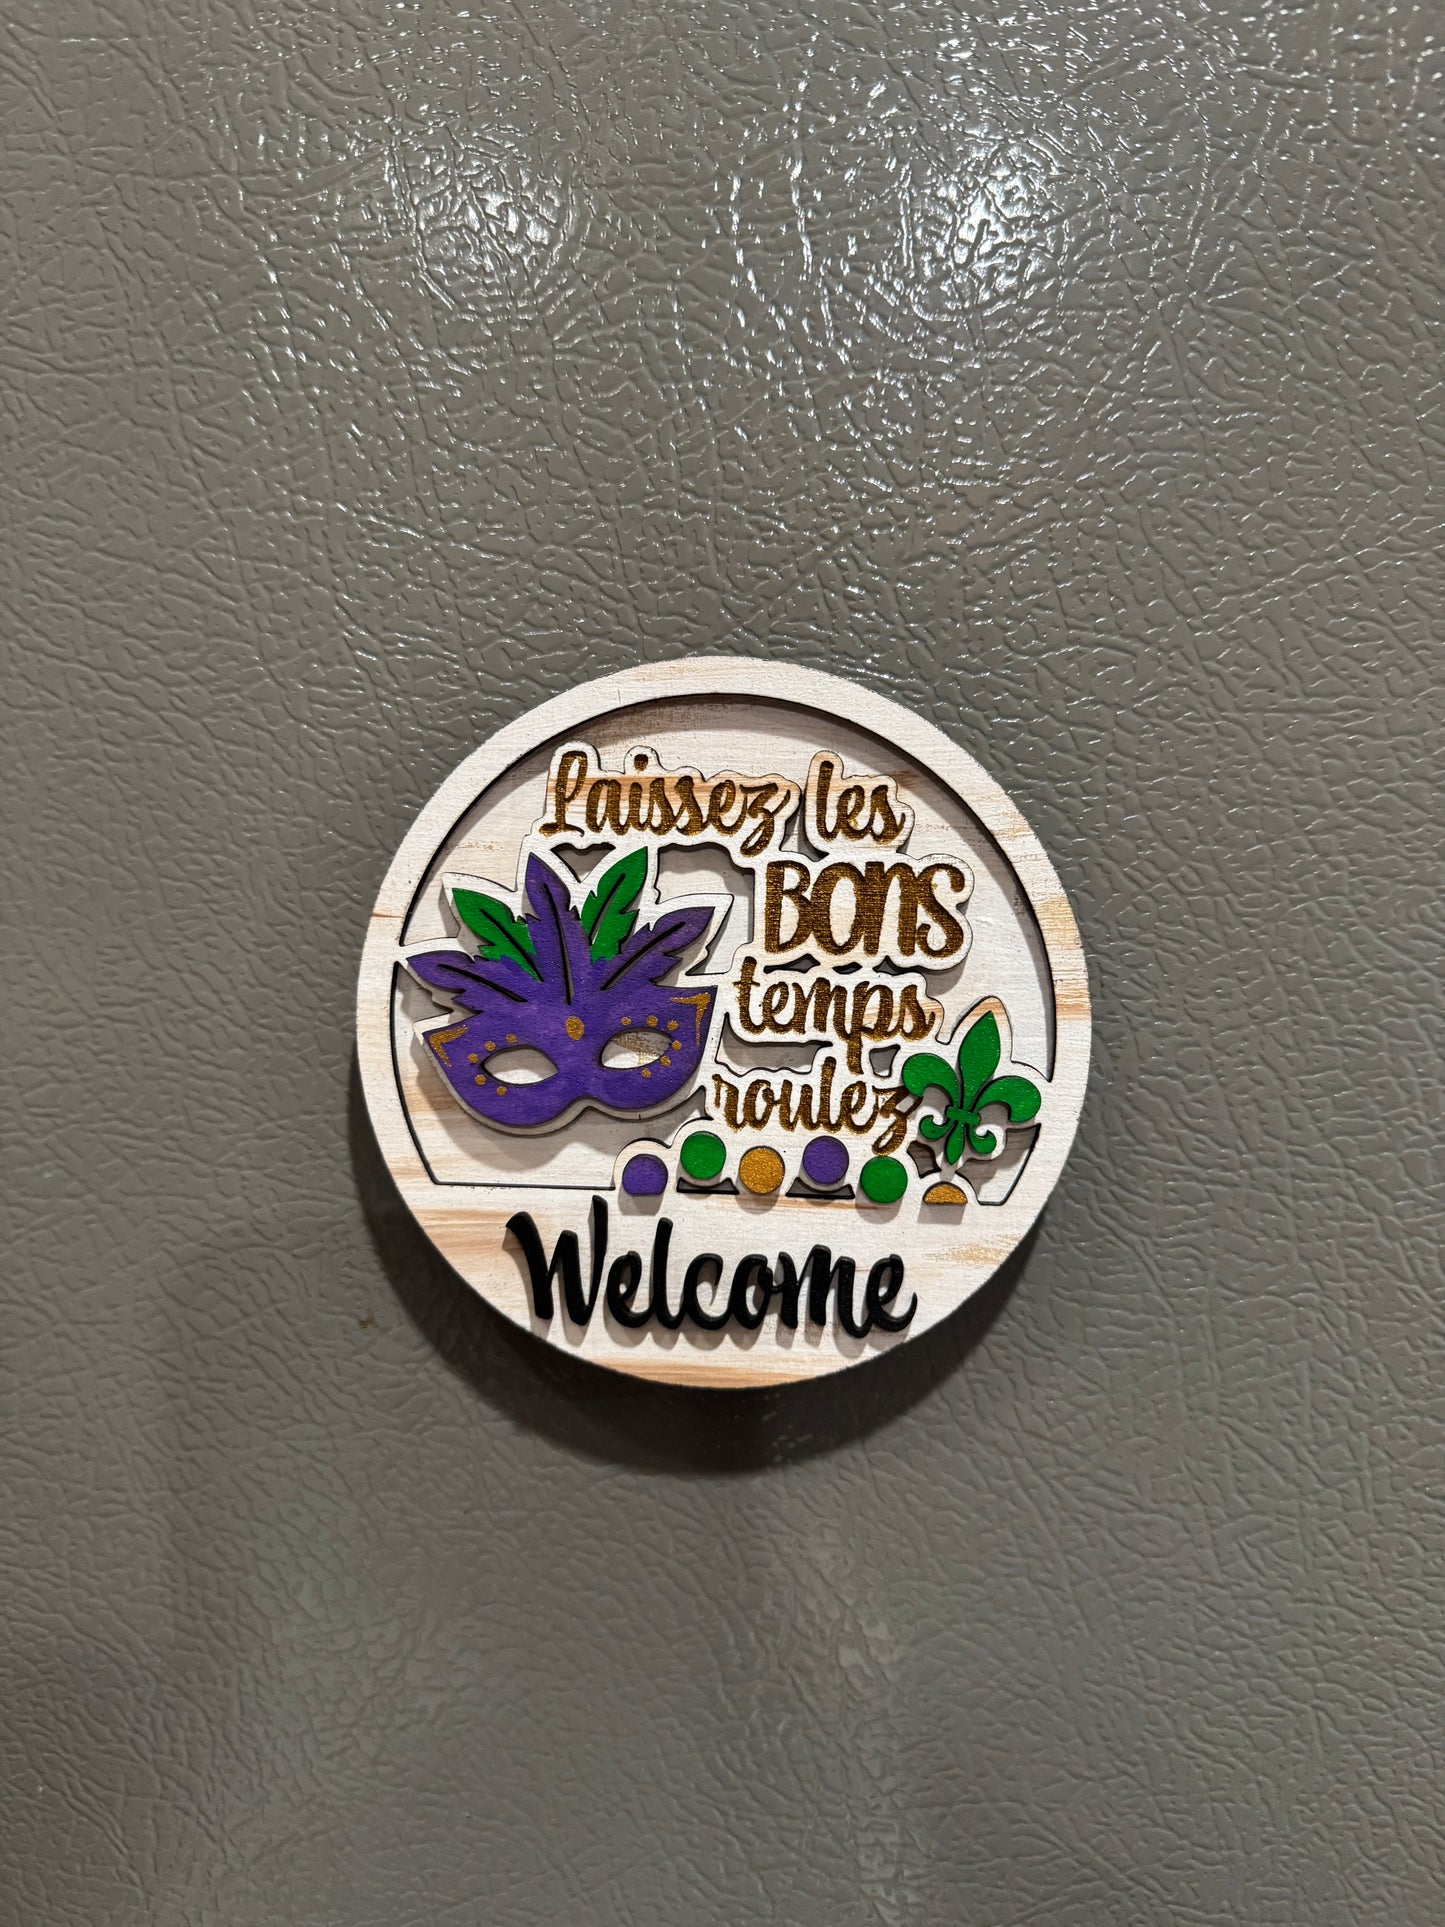 Laissez les
BONS
temps
roulez
Welcome